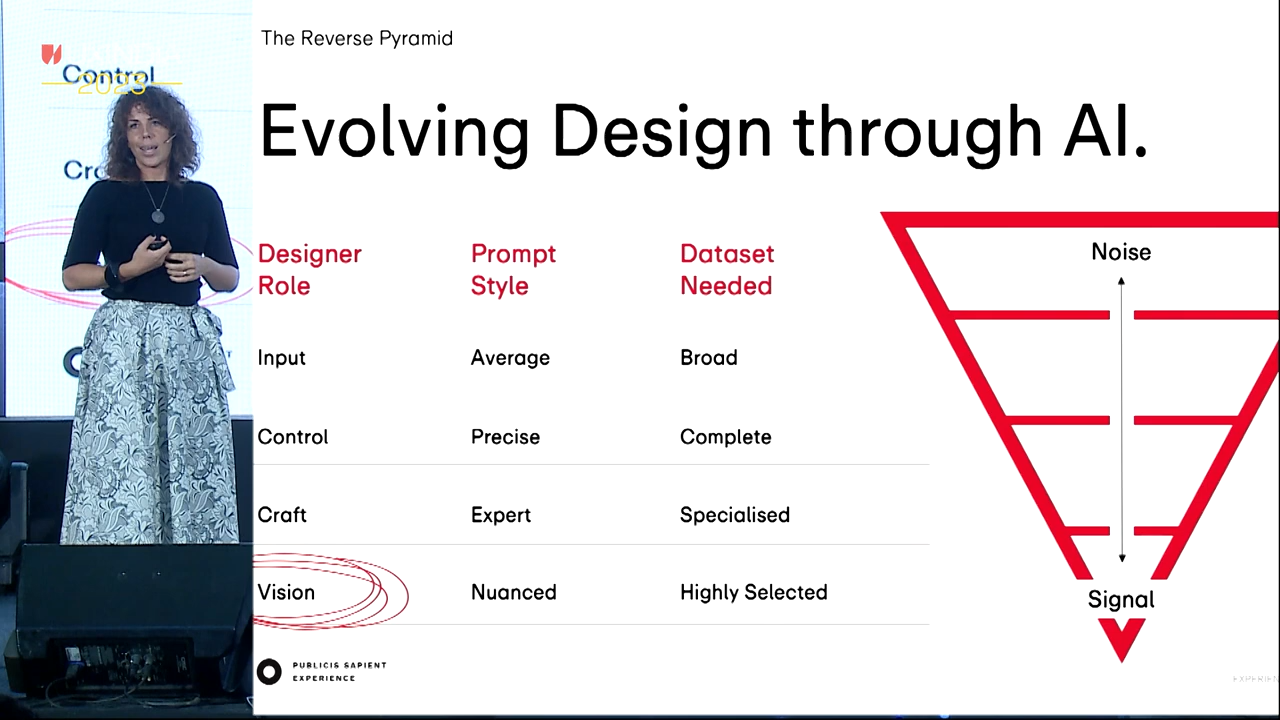 The Reverse Pyramid
Control
2023
Evolving Design through AI.
Designer
Role
Prompt
Style
Dataset
Needed
Noise
Input
Average
Broad
Control
Precise
Complete
Craft
Expert
Specialised
Vision
Nuanced
Highly Selected
Signal
PUBLICIS SAPIENT
EXPERIENCE